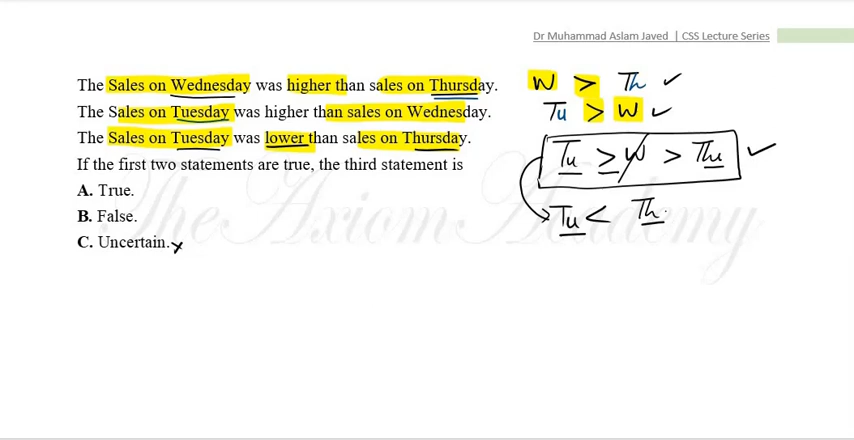 Dr Muhammad Aslam Javed | CSS Lecture Series
The Sales on Wednesday was higher than sales on Thursday.
The Sales on Tuesday was higher than sales on Wednesday.
The Sales on Tuesday was lower than sales on Thursday.
If the first two statements are true, the third statement is
A. True.
B. False.
C. Uncertain. x
W > Th ✓
Tu > W ✓
Tu ≥ W > Thu ✓
Tu < Th.
The Axiom Academy